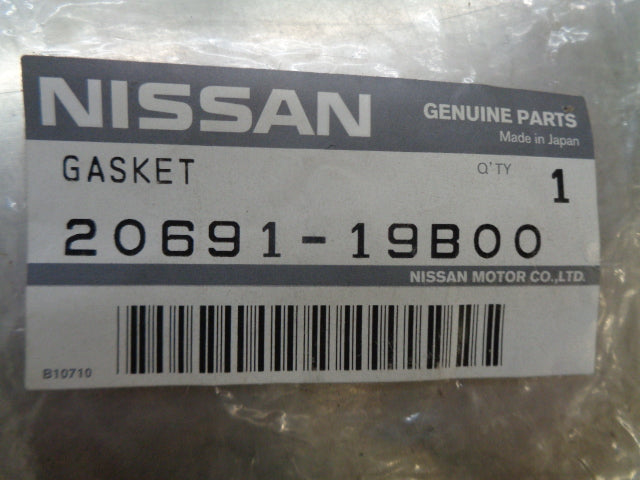 NISSAN GENUINE PARTS
Made in Japan
GASKET Q'TY 1
20691-19B00
NISSAN MOTOR CO.,LTD.
B10710